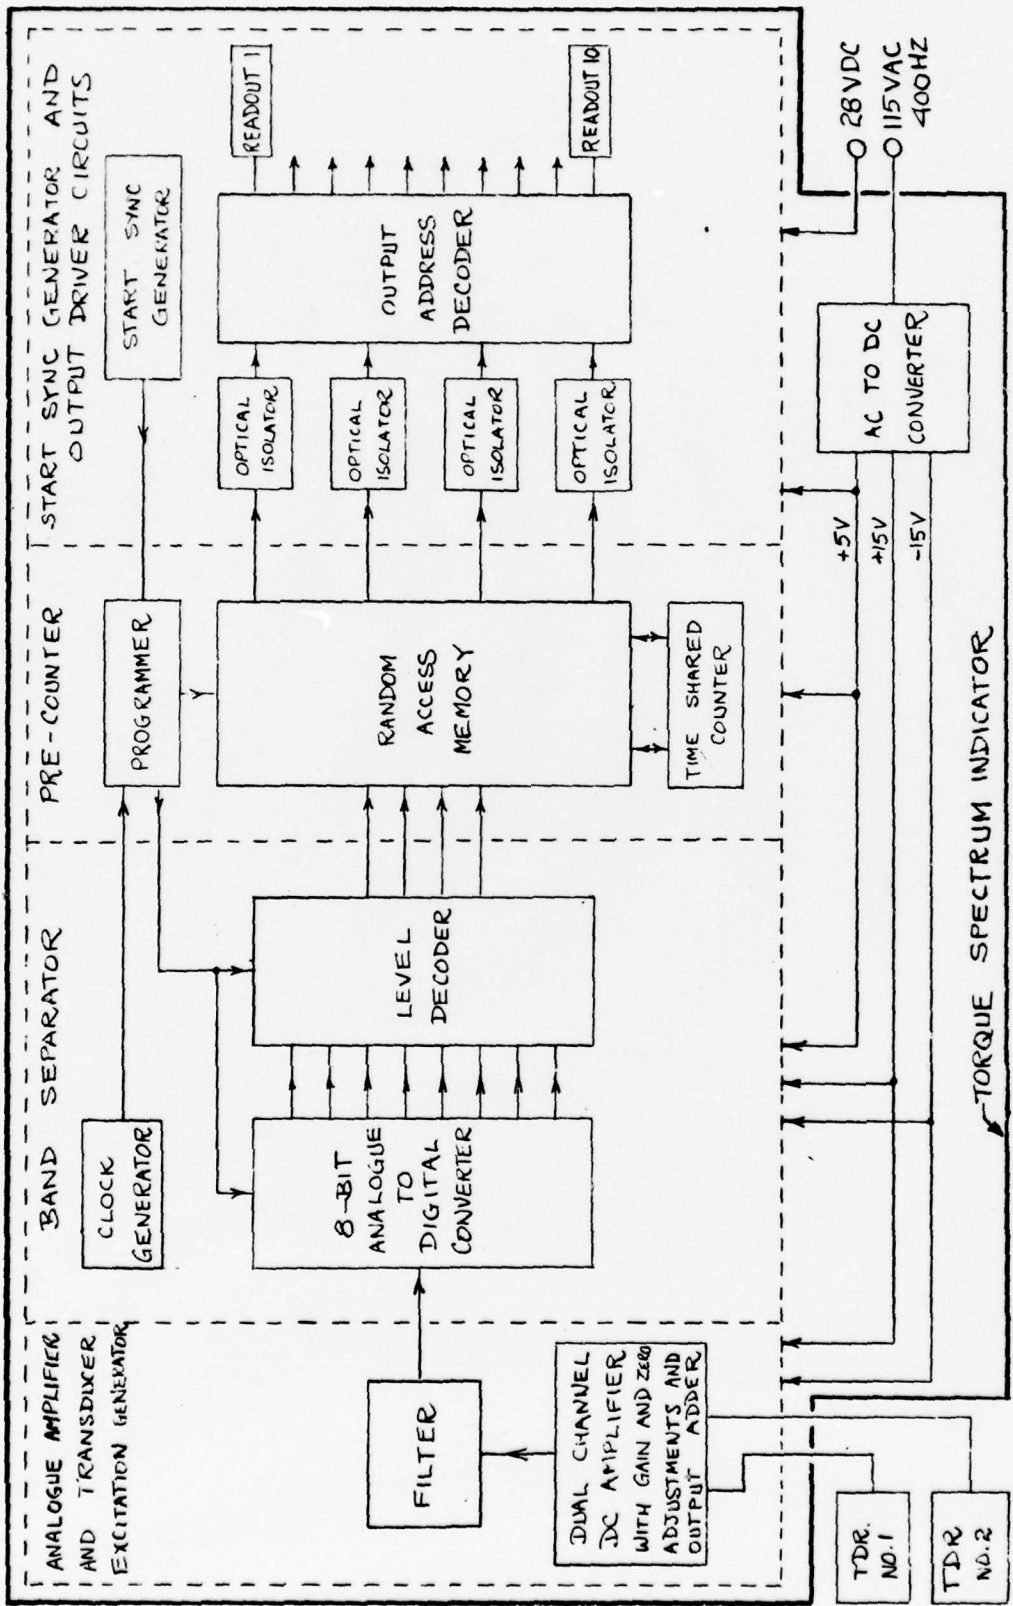 ANALOGUE AMPLIFIER
AND TRANSDUCER
EXCITATION GENERATOR
BAND SEPARATOR
PRE-COUNTER
START SYNC GENERATOR AND
OUTPUT DRIVER CIRCUITS
CLOCK
GENERATOR
PROGRAMMER
START SYNC
GENERATOR
FILTER
8-BIT
ANALOGUE
TO
DIGITAL
CONVERTER
LEVEL
DECODER
RANDOM
ACCESS
MEMORY
OPTICAL
ISOLATOR
OPTICAL
ISOLATOR
OPTICAL
ISOLATOR
OPTICAL
ISOLATOR
OUTPUT
ADDRESS
DECODER
READOUT 1
READOUT 10
DUAL CHANNEL
DC AMPLIFIER
WITH GAIN AND ZERO
ADJUSTMENTS AND
OUTPUT ADDER
TIME SHARED
COUNTER
+5V
+15V
-15V
AC TO DC
CONVERTER
28VDC
115VAC
400HZ
TDR.
NO.1
TDR
NO.2
TORQUE SPECTRUM INDICATOR